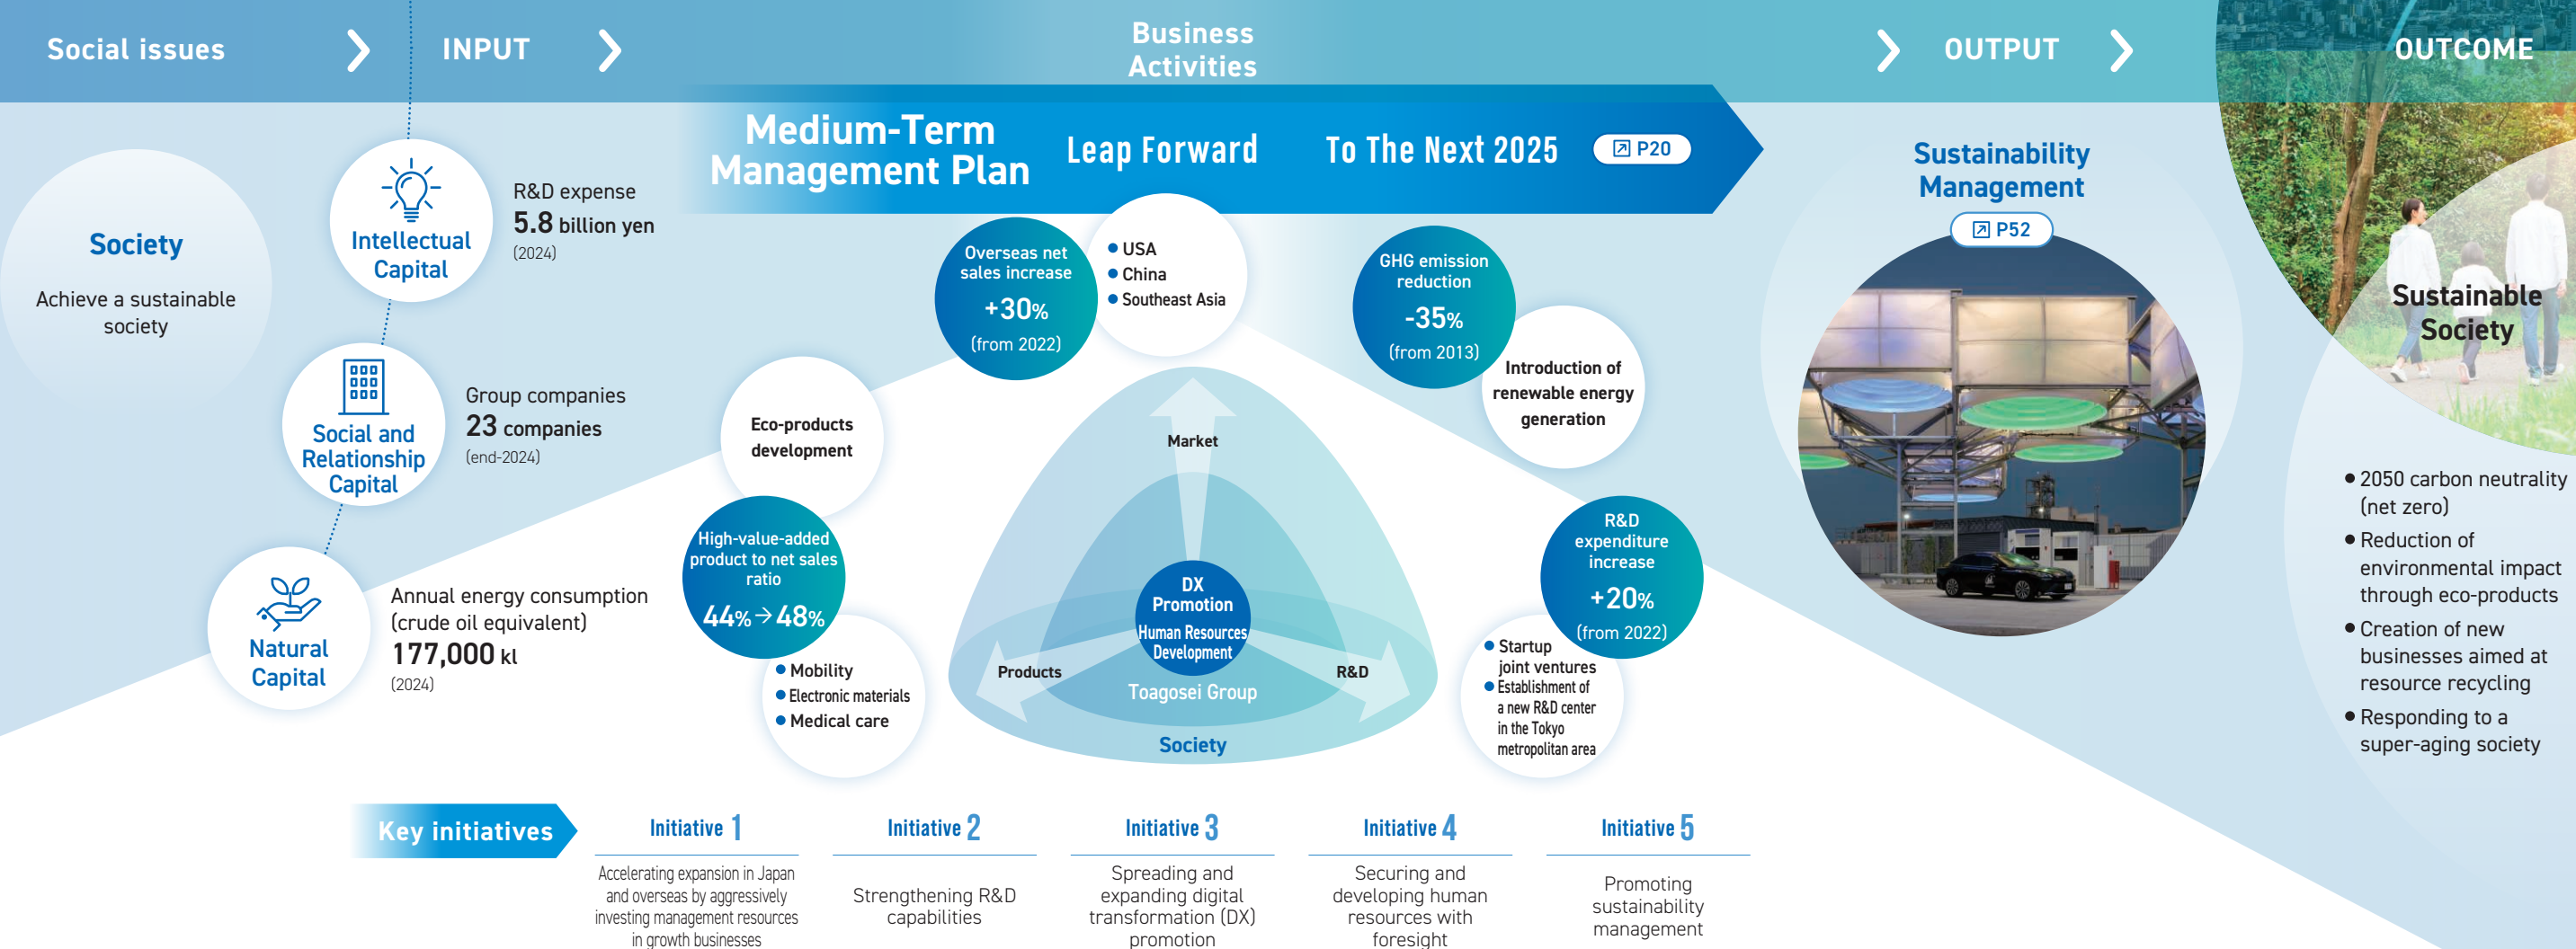 Social issues
INPUT
Business
Activities
OUTPUT
OUTCOME
Medium-Term
Management Plan
Leap Forward
To The Next 2025
P20
Society
Achieve a sustainable
society
Intellectual
Capital
R&D expense
5.8 billion yen
(2024)
Social and
Relationship
Capital
Group companies
23 companies
(end-2024)
Natural
Capital
Annual energy consumption
(crude oil equivalent)
177,000 kl
(2024)
Overseas net
sales increase
+30%
(from 2022)
● USA
● China
● Southeast Asia
GHG emission
reduction
-35%
(from 2013)
Introduction of
renewable energy
generation
Eco-products
development
High-value-added
product to net sales
ratio
44% → 48%
● Mobility
● Electronic materials
● Medical care
Market
DX
Promotion
Human Resources
Development
Products
R&D
Toagosei Group
Society
R&D
expenditure
increase
+20%
(from 2022)
● Startup
joint ventures
● Establishment of
a new R&D center
in the Tokyo
metropolitan area
Sustainability
Management
P52
Sustainable
Society
● 2050 carbon neutrality
(net zero)
● Reduction of
environmental impact
through eco-products
● Creation of new
businesses aimed at
resource recycling
● Responding to a
super-aging society
Key initiatives
Initiative 1
Accelerating expansion in Japan
and overseas by aggressively
investing management resources
in growth businesses
Initiative 2
Strengthening R&D
capabilities
Initiative 3
Spreading and
expanding digital
transformation (DX)
promotion
Initiative 4
Securing and
developing human
resources with
foresight
Initiative 5
Promoting
sustainability
management